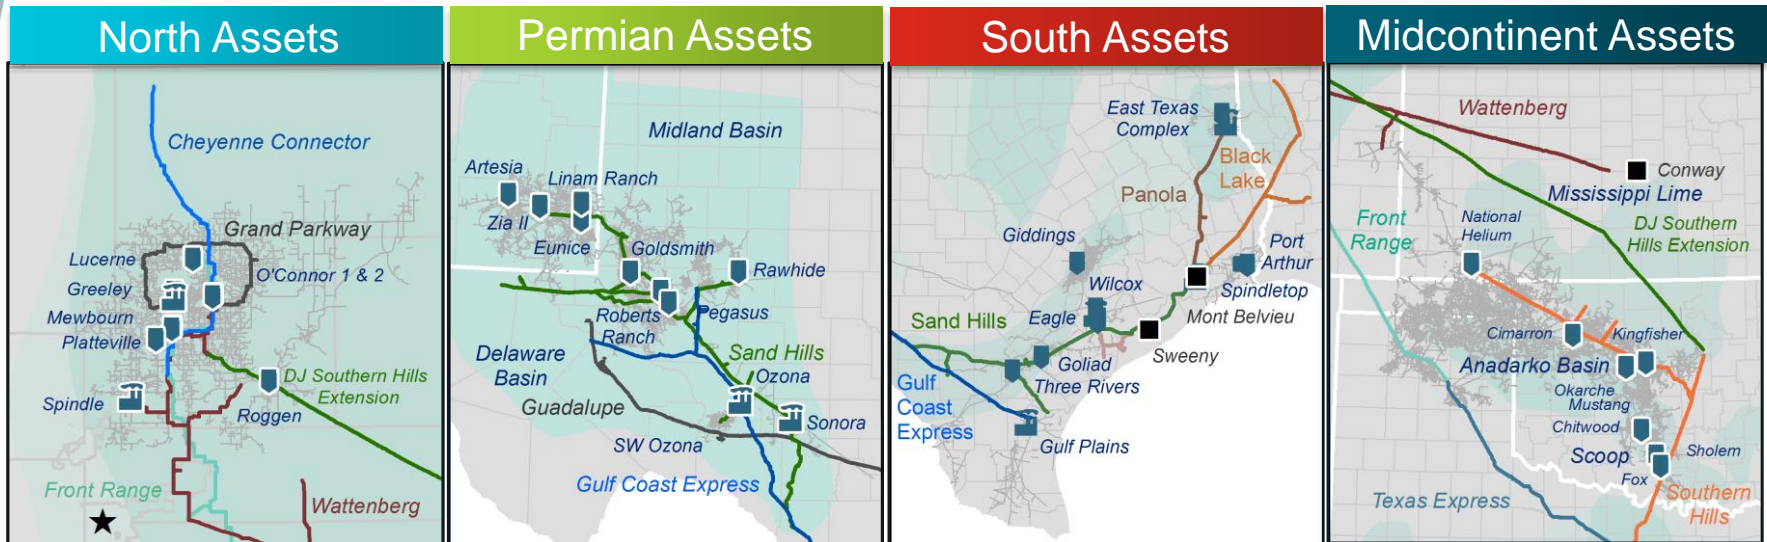 North Assets
Cheyenne Connector
Grand Parkway
Lucerne
O'Connor 1 & 2
Greeley
Mewbourn
Platteville
DJ Southern Hills
Extension
Spindle
Roggen
Front Range
Wattenberg
Permian Assets
Midland Basin
Artesia
Linam Ranch
Zia II
Eunice
Goldsmith
Rawhide
Roberts
Ranch
Pegasus
Delaware
Basin
Sand Hills
Ozona
Guadalupe
Sonora
SW Ozona
Gulf Coast Express
South Assets
East Texas
Complex
Black
Lake
Panola
Giddings
Port
Arthur
Wilcox
Spindletop
Eagle
Mont Belvieu
Sand Hills
Sweeny
Goliad
Three Rivers
Gulf
Coast
Express
Gulf Plains
Midcontinent Assets
Wattenberg
Conway
Mississippi Lime
Front
Range
National
Helium
DJ Southern
Hills Extension
Cimarron
Kingfisher
Anadarko Basin
Okarche
Mustang
Chitwood
Scoop
Sholem
Fox
Texas Express
Southern
Hills